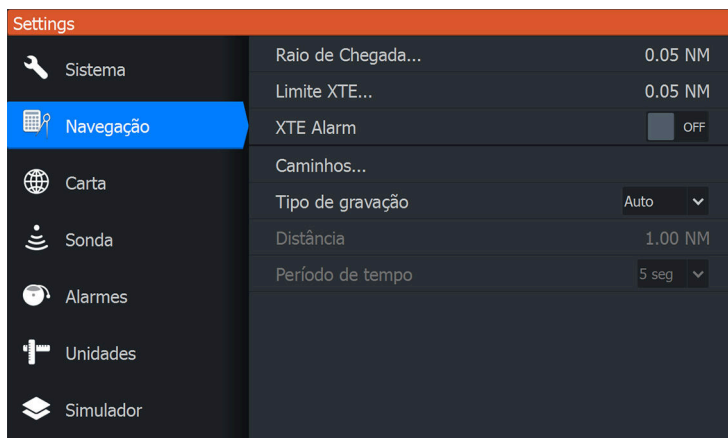 Settings
Sistema
Navegação
Carta
Sonda
Alarmes
Unidades
Simulador
Raio de Chegada... 0.05 NM
Limite XTE... 0.05 NM
XTE Alarm OFF
Caminhos...
Tipo de gravação Auto
Distância 1.00 NM
Período de tempo 5 seg